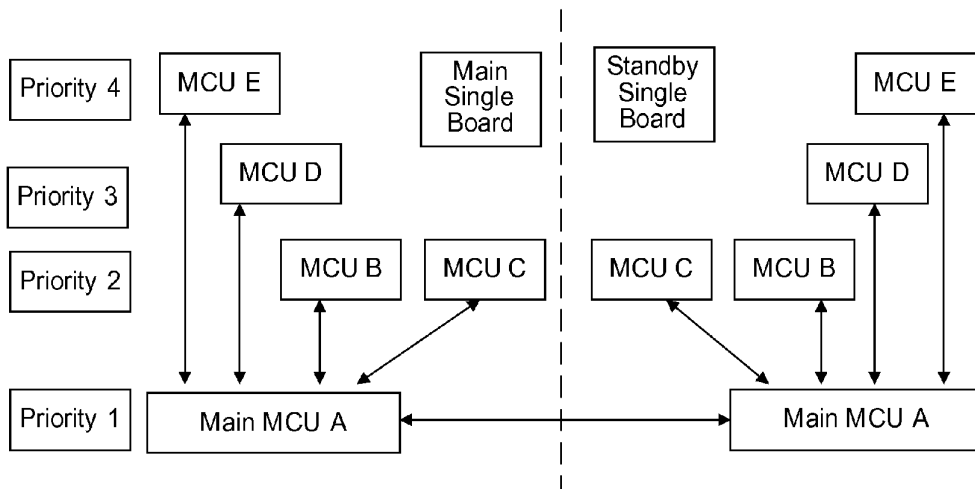 Priority 4
MCU E
Main
Single
Board
Standby
Single
Board
MCU E
Priority 3
MCU D
MCU D
Priority 2
MCU B
MCU C
MCU C
MCU B
Priority 1
Main MCU A
Main MCU A